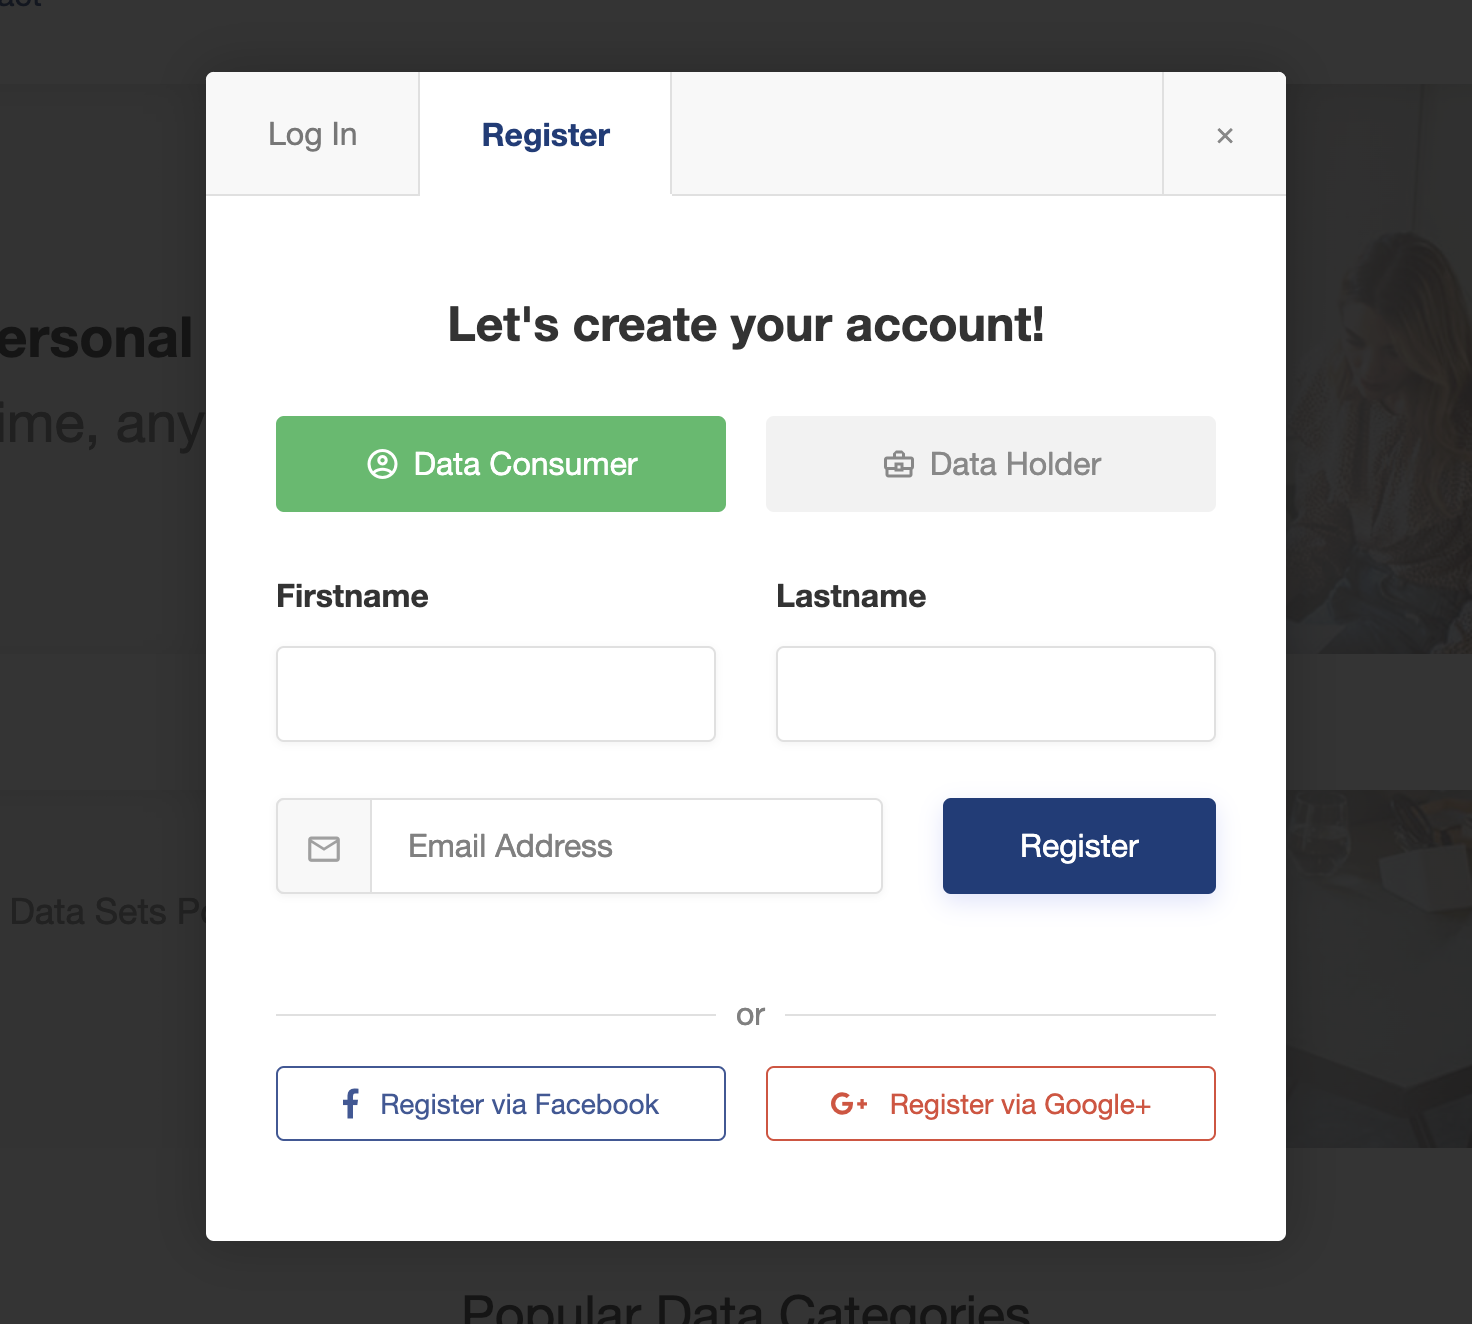 Log In
Register
×
ersonal
Let's create your account!
ime, any
Data Consumer
Data Holder
Firstname
Lastname
Email Address
Register
Data Sets
or
Register via Facebook
G+ Register via Google+
Popular Data Categories